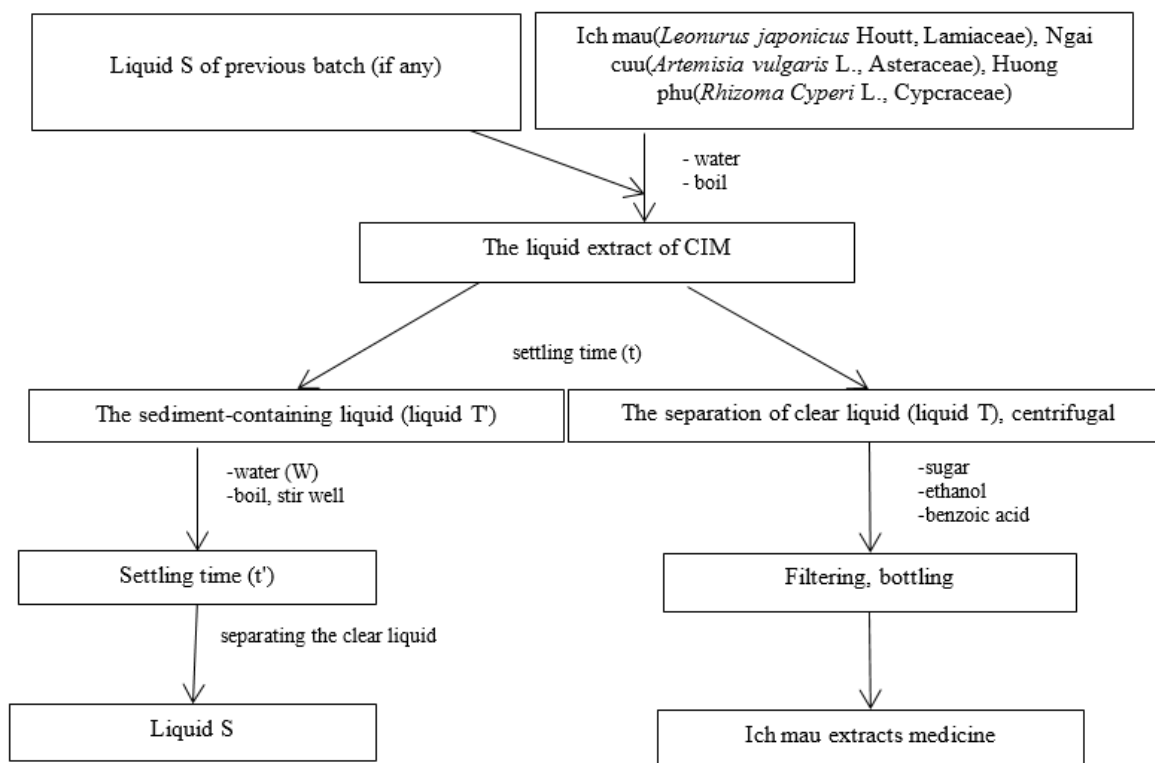 Liquid S of previous batch (if any)
Ich mau(Leonurus japonicus Houtt, Lamiaceae), Ngai
cuu(Artemisia vulgaris L., Asteraceae), Huong
phu(Rhizoma Cyperi L., Cypcraceae)
- water
- boil
The liquid extract of CIM
settling time (t)
The sediment-containing liquid (liquid T')
The separation of clear liquid (liquid T), centrifugal
-water (W)
-boil, stir well
-sugar
-ethanol
-benzoic acid
Settling time (t')
Filtering, bottling
separating the clear liquid
Liquid S
Ich mau extracts medicine